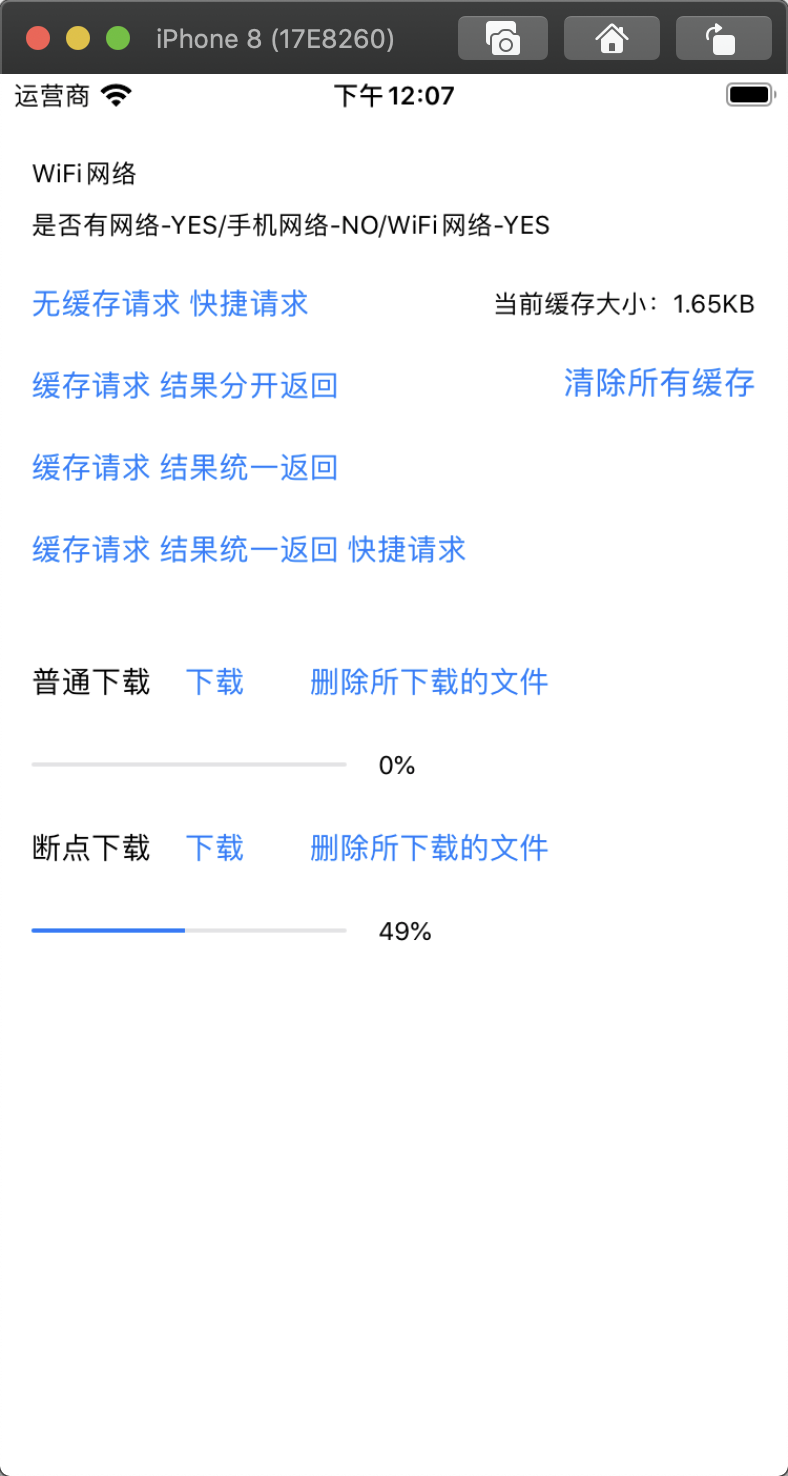 iPhone 8 (17E8260)
运营商 下午12:07
WiFi网络
是否有网络-YES/手机网络-NO/WiFi网络-YES
无缓存请求 快捷请求 当前缓存大小：1.65KB
缓存请求 结果分开返回 清除所有缓存
缓存请求 结果统一返回
缓存请求 结果统一返回 快捷请求
普通下载 下载 删除所下载的文件
0%
断点下载 下载 删除所下载的文件
49%